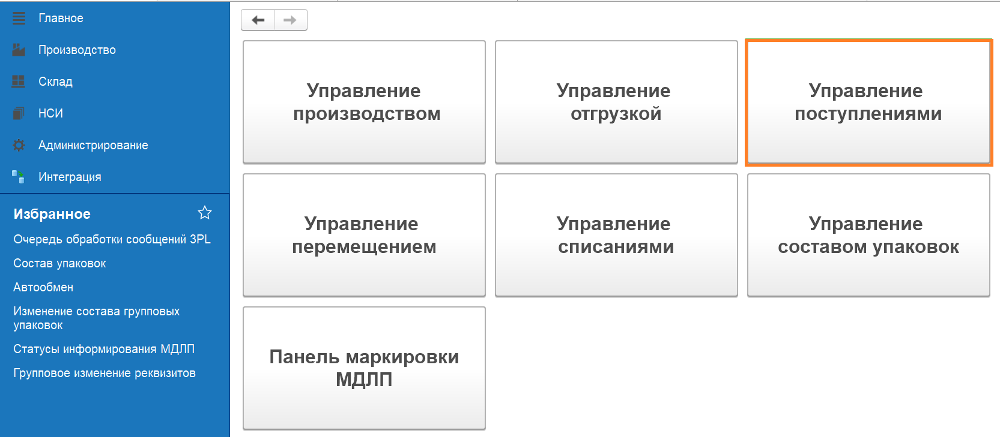 Главное
Производство
Склад
НСИ
Администрирование
Интеграция
Избранное
Очередь обработки сообщений 3PL
Состав упаковок
Автообмен
Изменение состава групповых
упаковок
Статусы информирования МДЛП
Групповое изменение реквизитов
Управление
производством
Управление
отгрузкой
Управление
поступлениями
Управление
перемещением
Управление
списаниями
Управление
составом упаковок
Панель маркировки
МДЛП